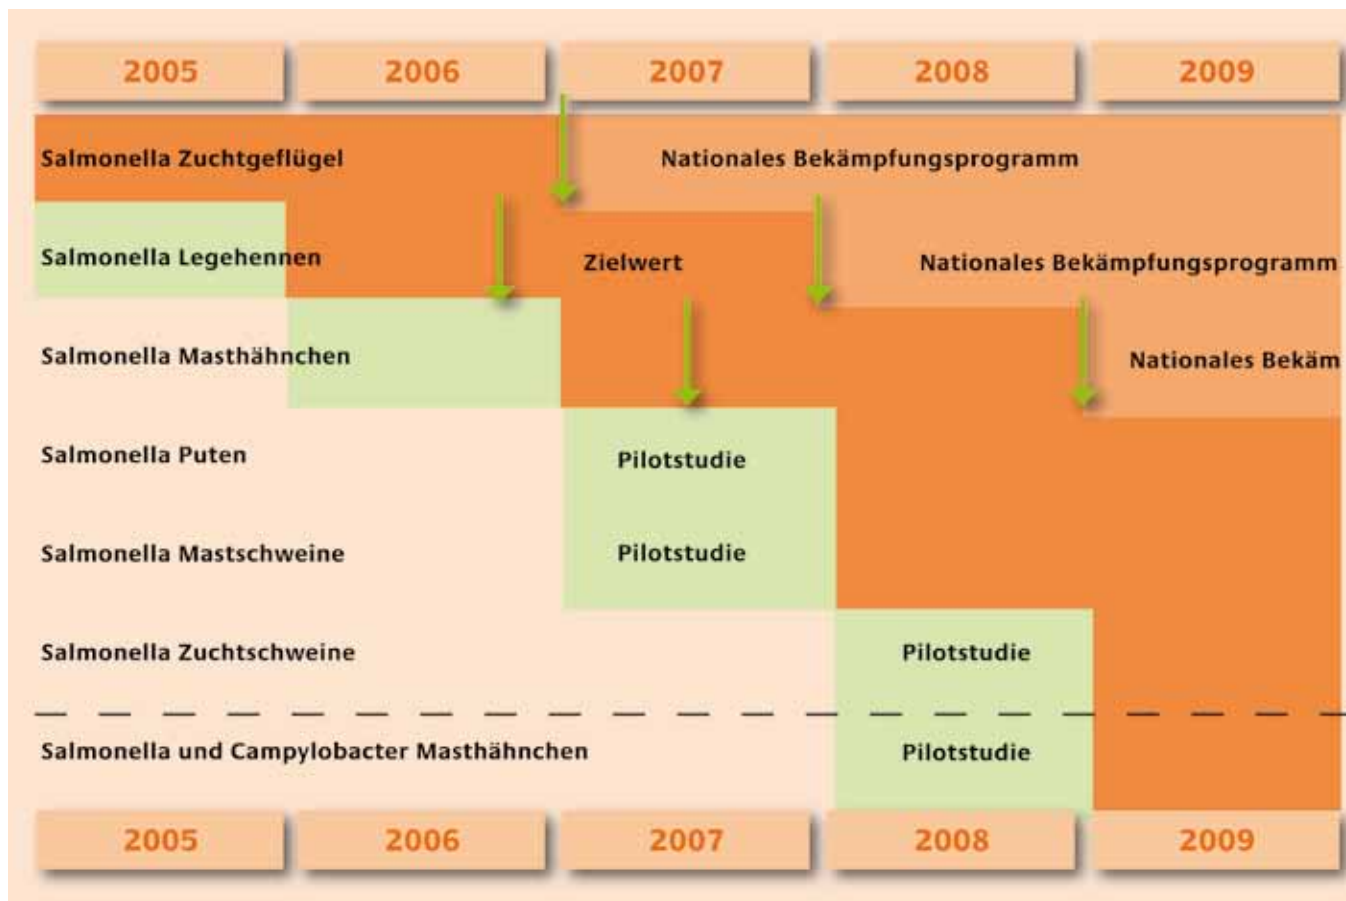 2005 2006 2007 2008 2009
Salmonella Zuchtgeflügel Nationales Bekämpfungsprogramm
Salmonella Legehennen Zielwert Nationales Bekämpfungsprogramm
Salmonella Masthähnchen Nationales Bekäm
Salmonella Puten Pilotstudie
Salmonella Mastschweine Pilotstudie
Salmonella Zuchtschweine Pilotstudie
Salmonella und Campylobacter Masthähnchen Pilotstudie
2005 2006 2007 2008 2009